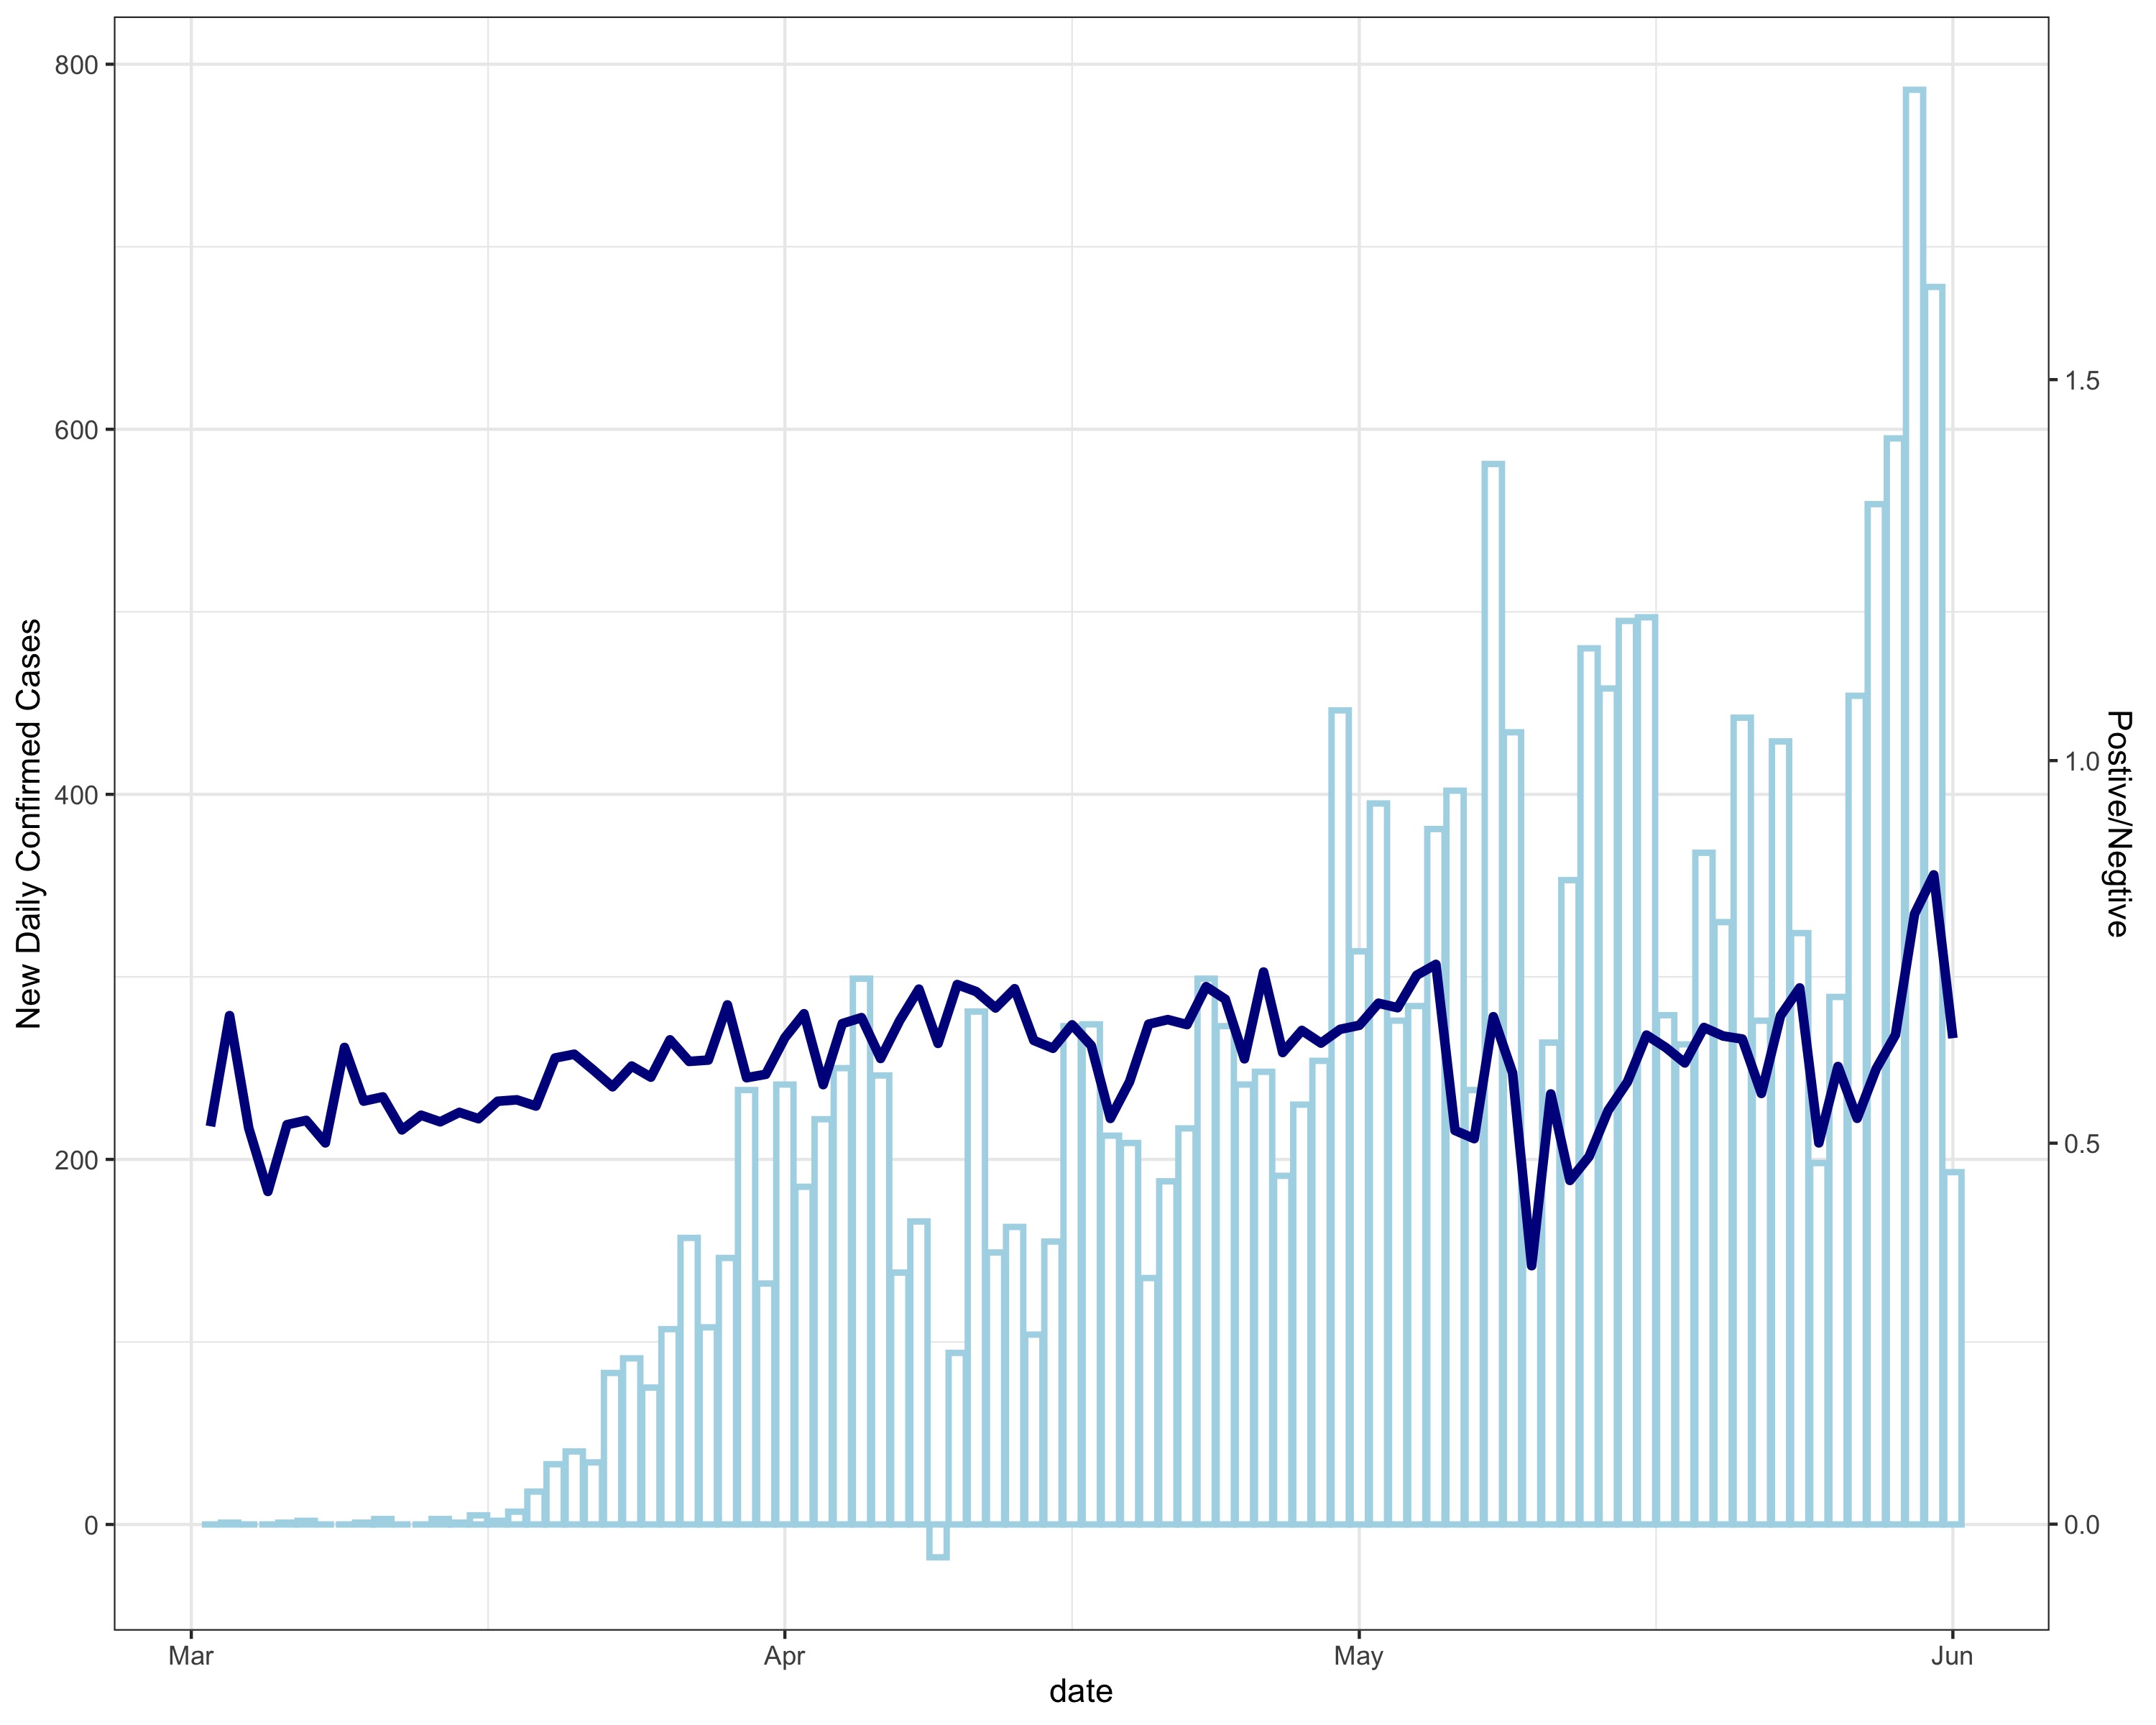 New Daily Confirmed Cases
800
600
400
200
0
1.5
1.0
0.5
0.0
Postive/Negtive
Mar
Apr
May
Jun
date